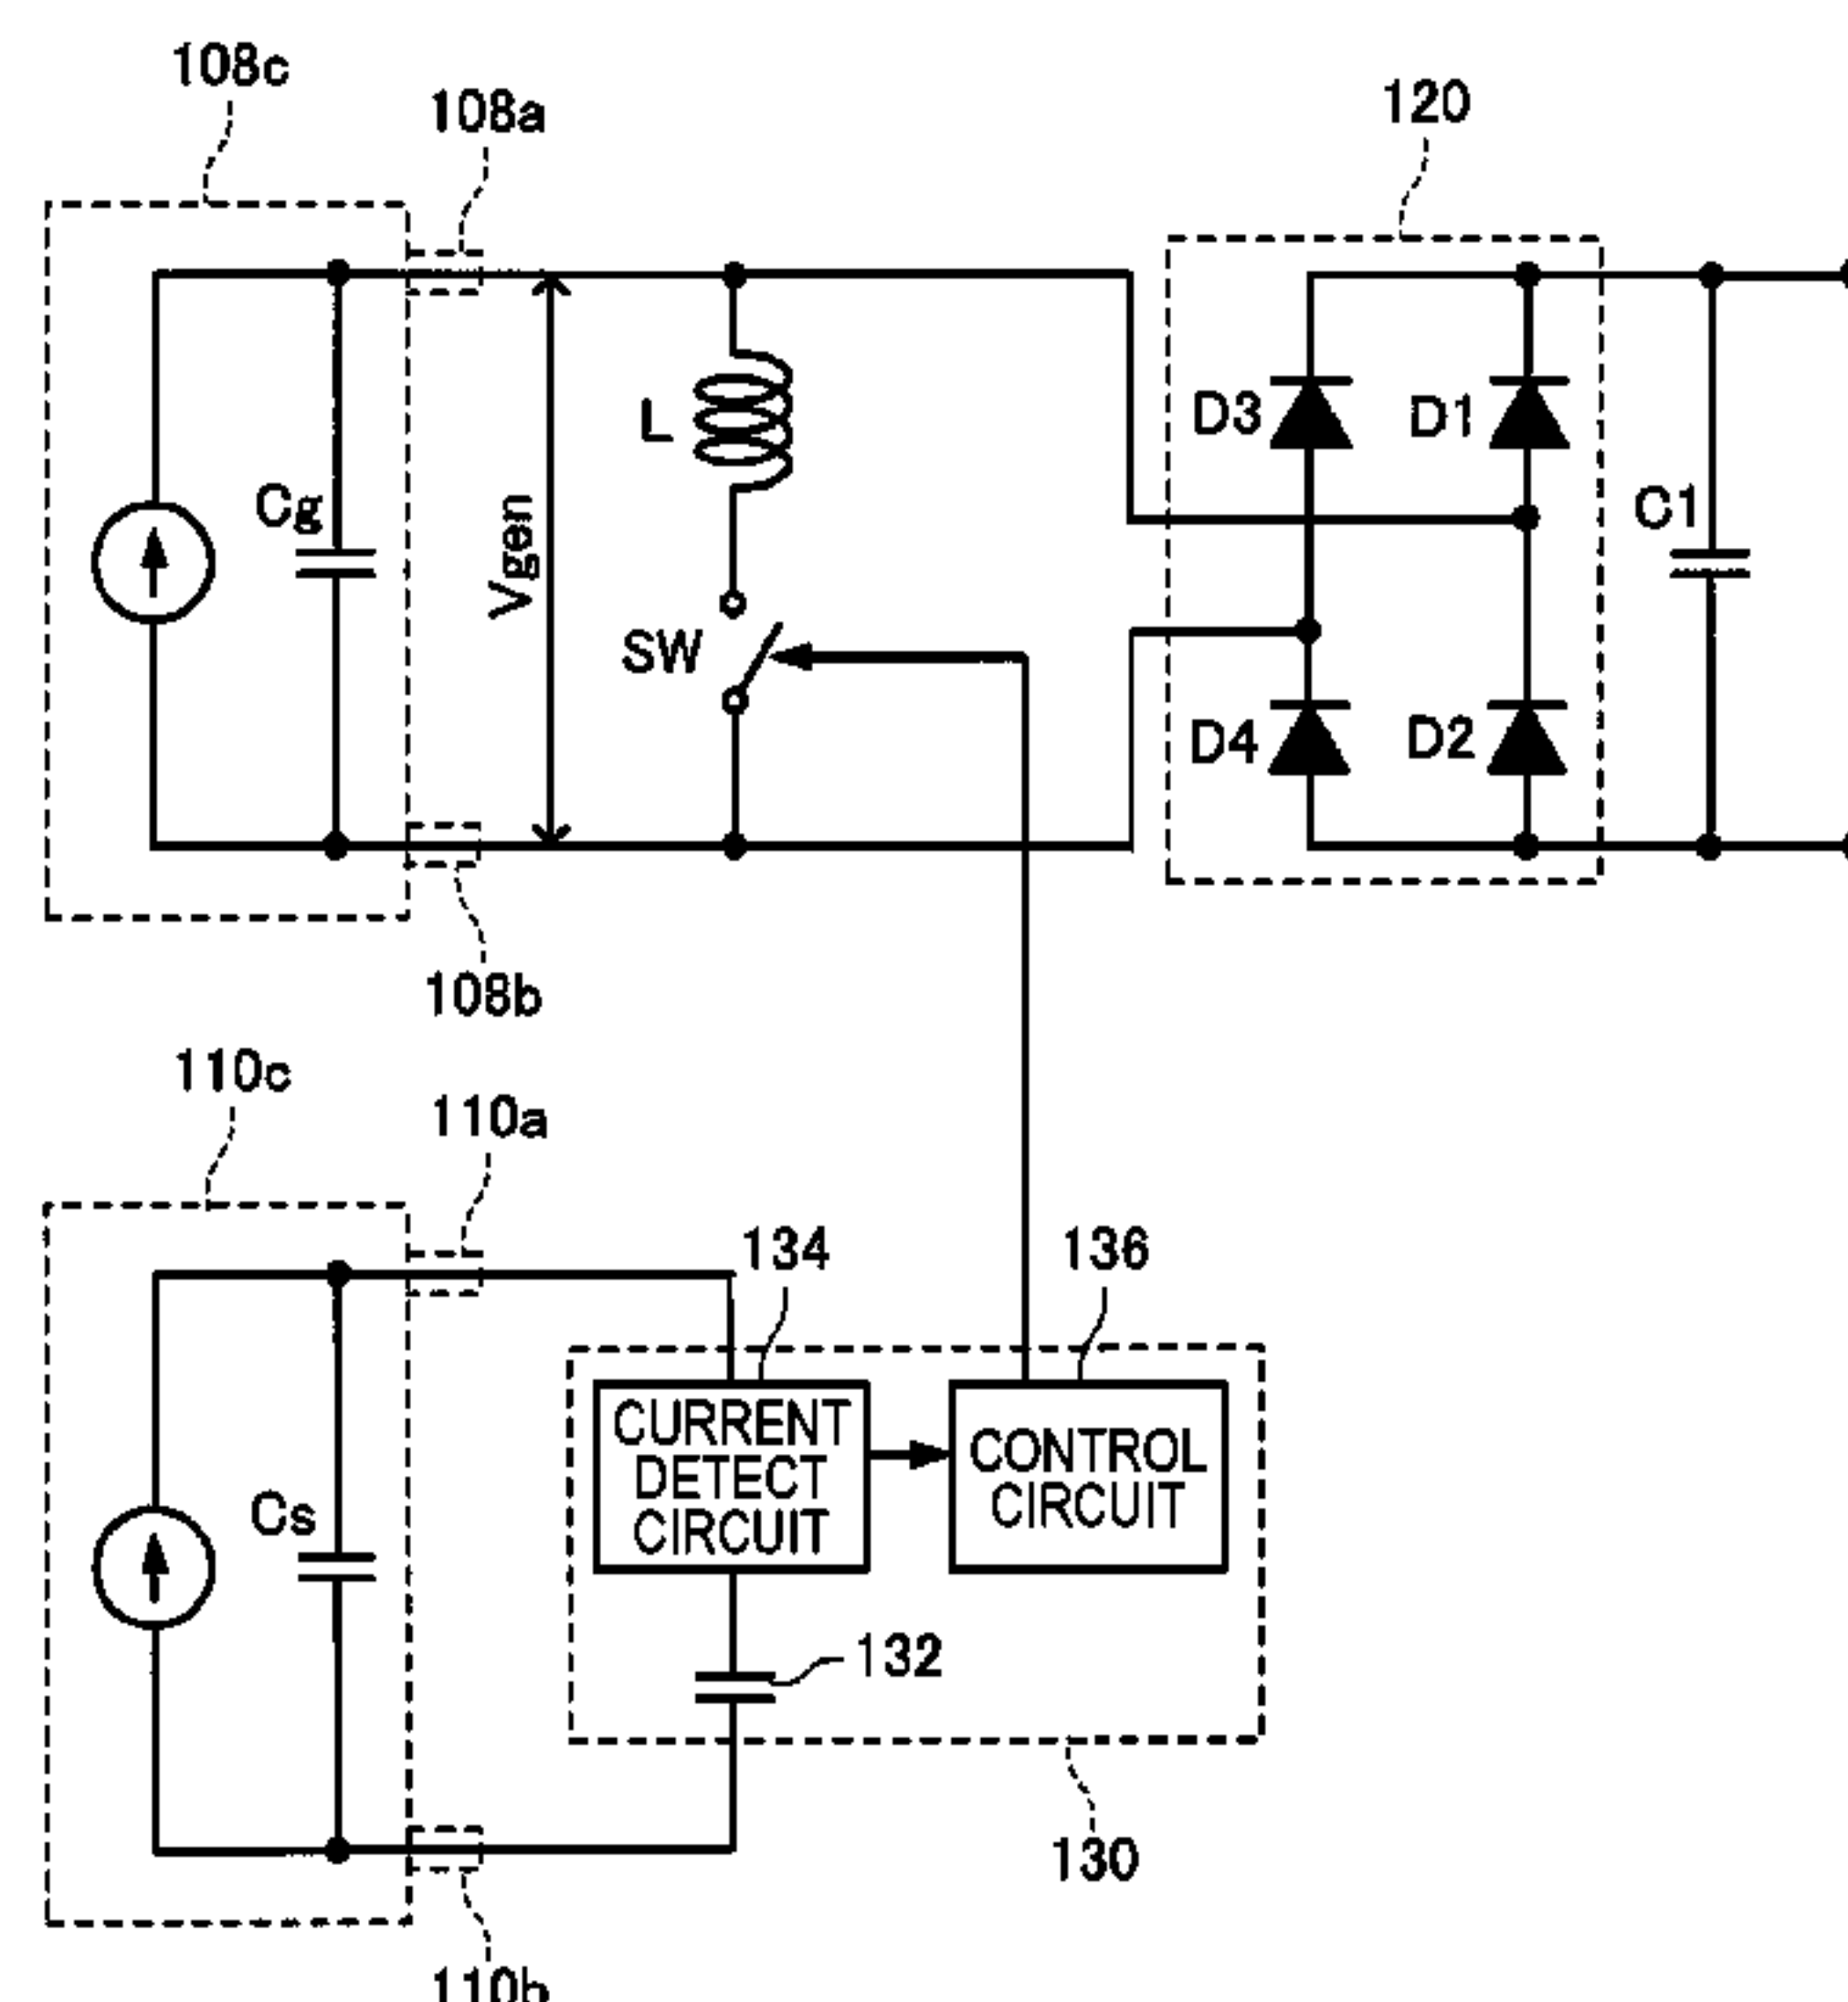 108c
108a
120
L
D3
D1
Cg
Vgen
C1
SW
D4
D2
108b
110c
110a
134
136
CURRENT
DETECT
CIRCUIT
CONTROL
CIRCUIT
Cs
132
130
110b